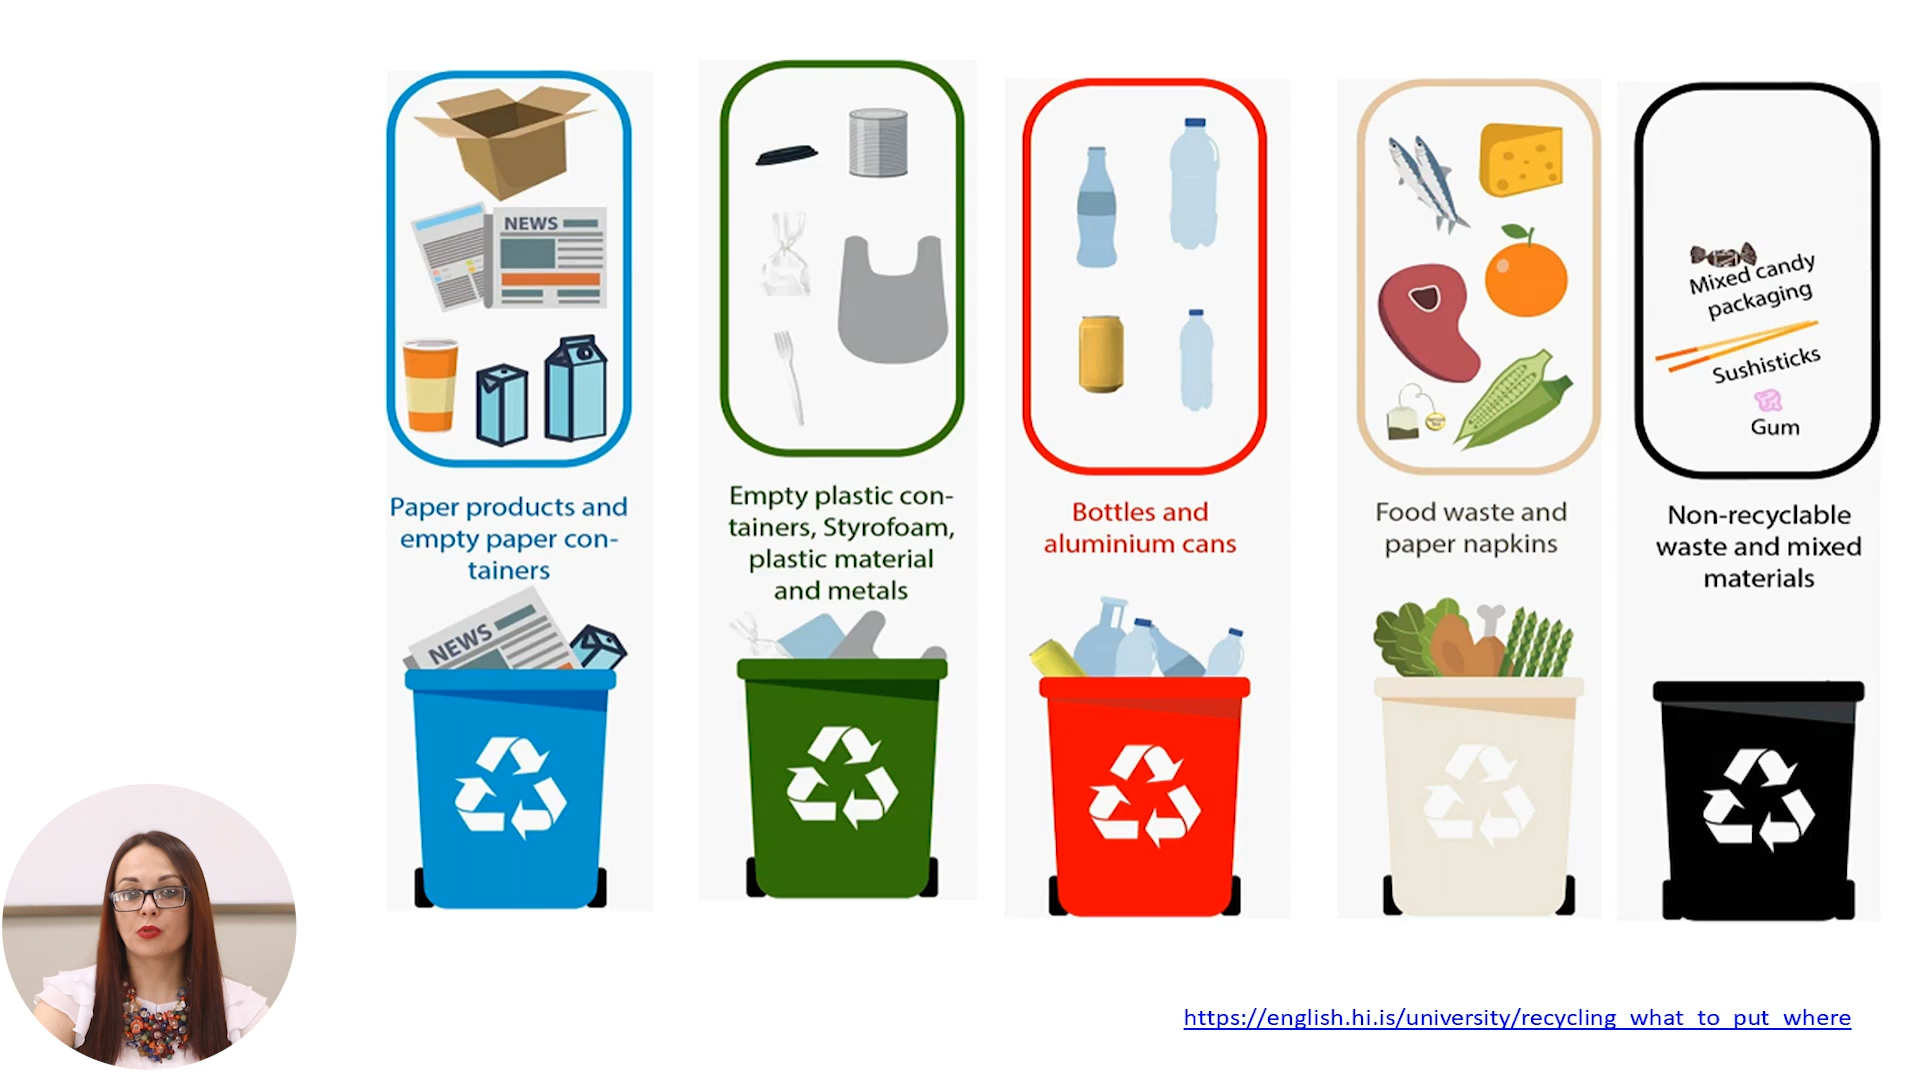 NEWS
Paper products and
empty paper con-
tainers
NEWS
Empty plastic con-
tainers, Styrofoam,
plastic material
and metals
Bottles and
aluminium cans
Food waste and
paper napkins
Mixed candy
packaging
Sushisticks
Gum
Non-recyclable
waste and mixed
materials
https://english.hi.is/university/recycling_what_to_put_where